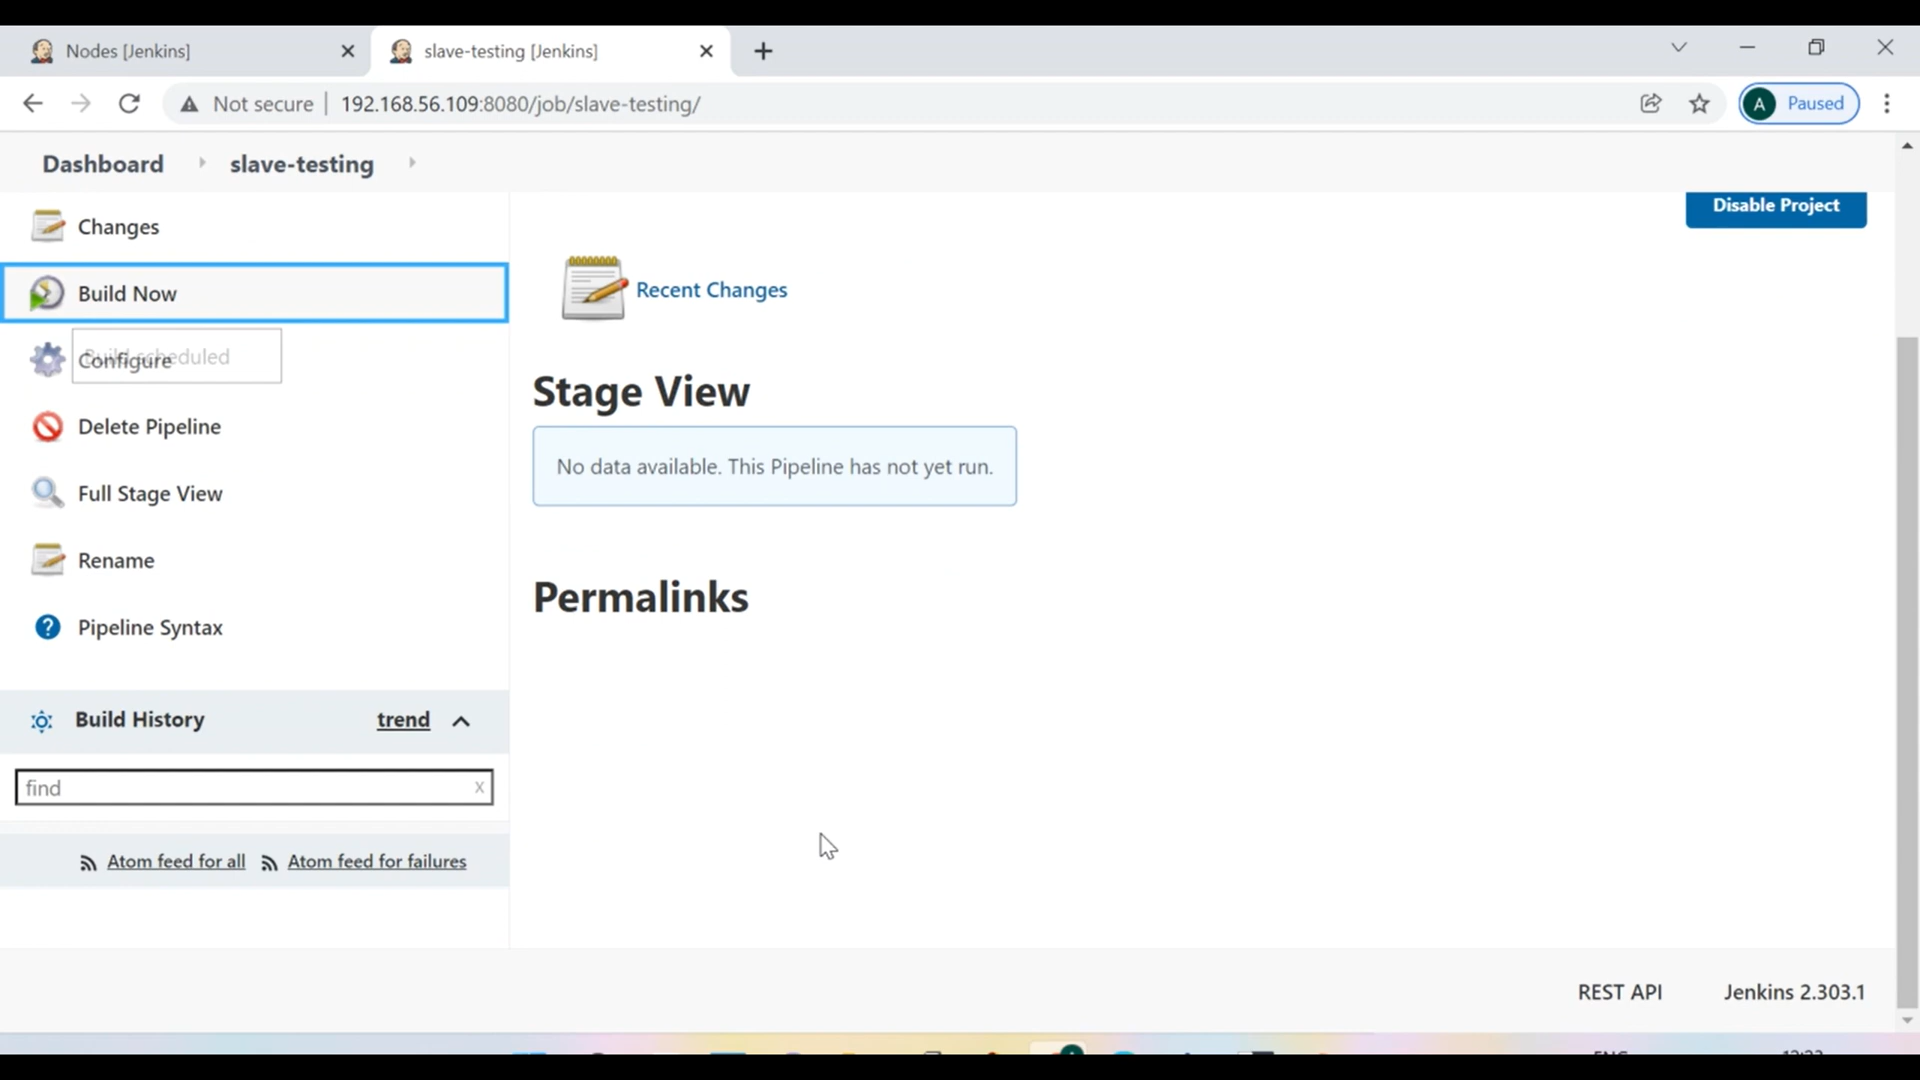 Nodes [Jenkins]
slave-testing [Jenkins]
Not secure
192.168.56.109:8080/job/slave-testing/
A
Paused
Dashboard
slave-testing
Changes
Build Now
Build scheduled
Configure
Delete Pipeline
Full Stage View
Rename
Pipeline Syntax
Build History
trend
find
x
Atom feed for all
Atom feed for failures
Disable Project
Recent Changes
Stage View
No data available. This Pipeline has not yet run.
Permalinks
REST API
Jenkins 2.303.1